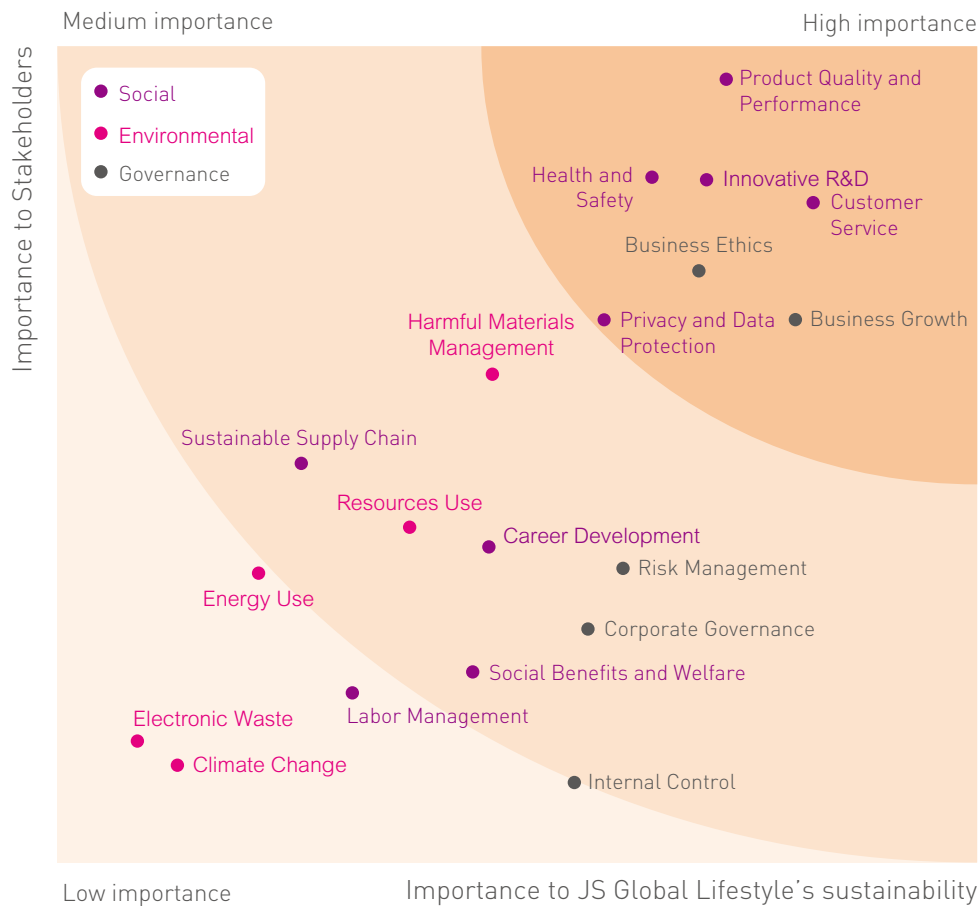 Medium importance
High importance
Importance to Stakeholders
Social
Environmental
Governance
Product Quality and
Performance
Health and
Safety
Innovative R&D
Customer
Service
Business Ethics
Harmful Materials
Management
Privacy and Data
Protection
Business Growth
Sustainable Supply Chain
Resources Use
Career Development
Risk Management
Energy Use
Corporate Governance
Social Benefits and Welfare
Labor Management
Electronic Waste
Climate Change
Internal Control
Low importance
Importance to JS Global Lifestyle's sustainability